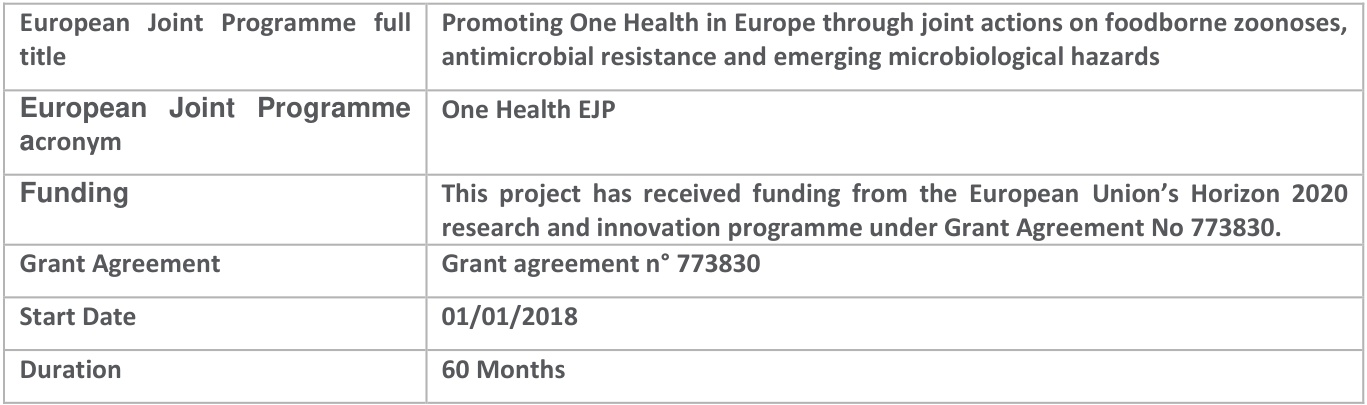 European Joint Programme full
title
Promoting One Health in Europe through joint actions on foodborne zoonoses,
antimicrobial resistance and emerging microbiological hazards
European Joint Programme
acronym
One Health EJP
Funding
This project has received funding from the European Union’s Horizon 2020
research and innovation programme under Grant Agreement No 773830.
Grant Agreement
Grant agreement n° 773830
Start Date
01/01/2018
Duration
60 Months